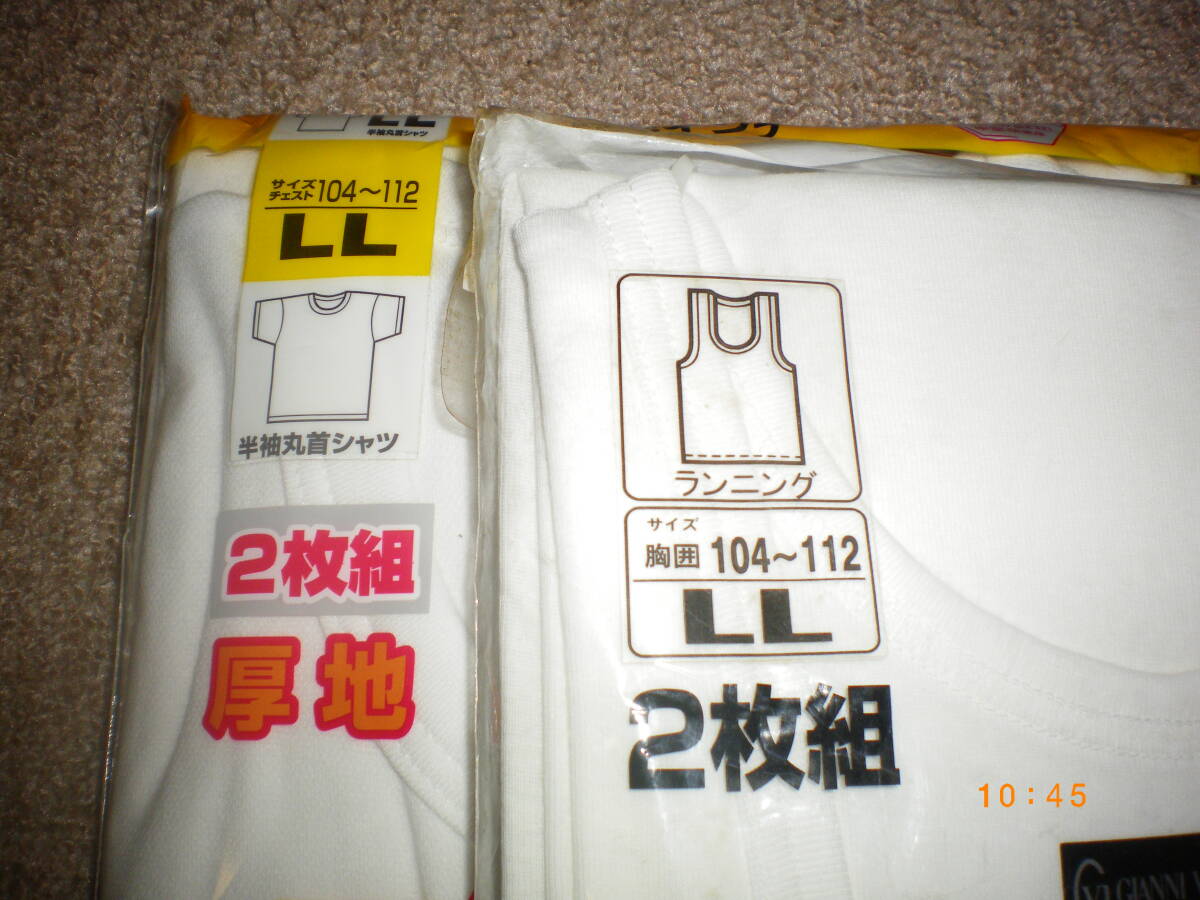 LL
半袖丸首シャツ
サイズ
チェスト104～112
LL
半袖丸首シャツ
2枚組
厚地
ランニング
サイズ
胸囲 104～112
LL
2枚組
10:45
GIANNI